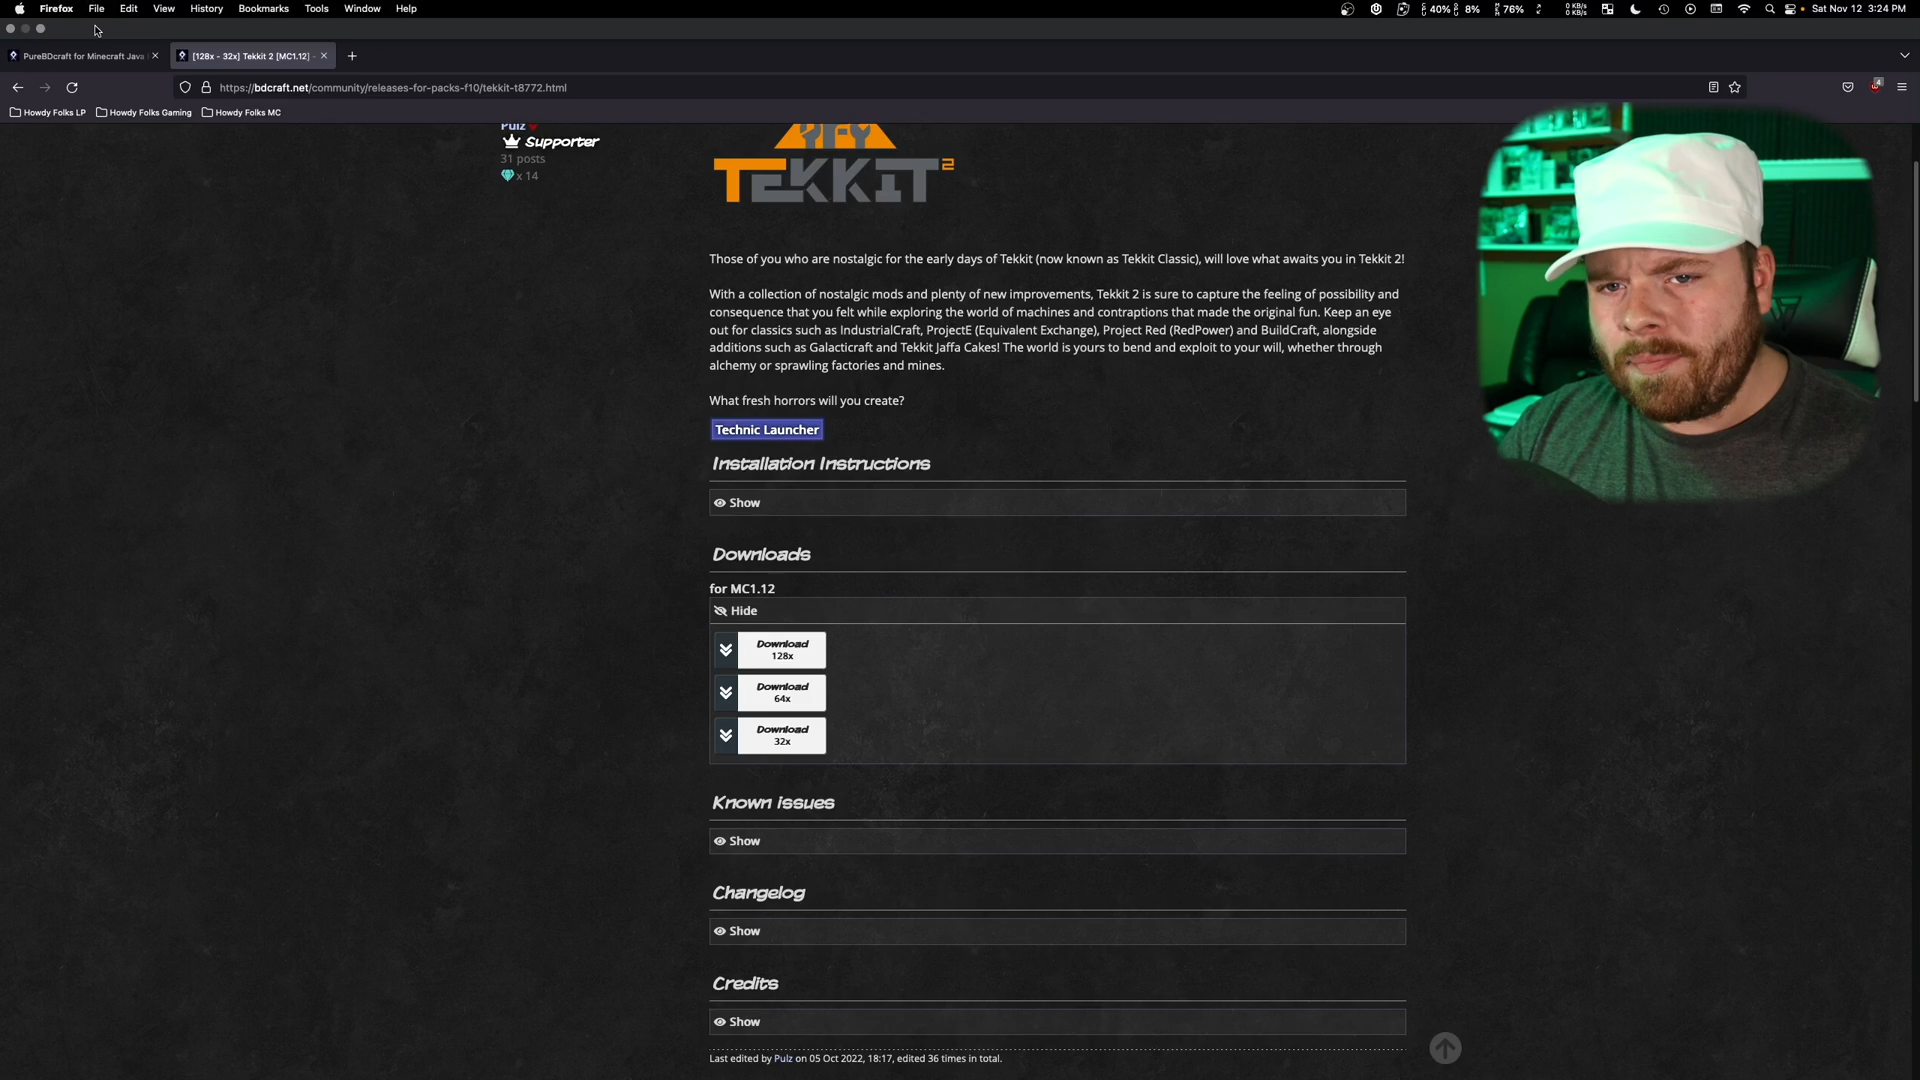 Firefox File Edit View History Bookmarks Tools Window Help
40% 8% 76% 0 KB/s 0 KB/s Sat Nov 12 3:24 PM
PureBDcraft for Minecraft Java
[128x - 32x] Tekkit 2 [MC1.12] -
https://bdcraft.net/community/releases-for-packs-f10/tekkit-t8772.html
4
Howdy Folks LP Howdy Folks Gaming Howdy Folks MC
Pulz
Supporter
31 posts
x 14
TEKKIT2
Those of you who are nostalgic for the early days of Tekkit (now known as Tekkit Classic), will love what awaits you in Tekkit 2!
With a collection of nostalgic mods and plenty of new improvements, Tekkit 2 is sure to capture the feeling of possibility and
consequence that you felt while exploring the world of machines and contraptions that made the original fun. Keep an eye
out for classics such as IndustrialCraft, ProjectE (Equivalent Exchange), Project Red (RedPower) and BuildCraft, alongside
additions such as Galacticraft and Tekkit Jaffa Cakes! The world is yours to bend and exploit to your will, whether through
alchemy or sprawling factories and mines.
What fresh horrors will you create?
Technic Launcher
Installation Instructions
Show
Downloads
for MC1.12
Hide
Download
128x
Download
64x
Download
32x
Known issues
Show
Changelog
Show
Credits
Show
Last edited by Pulz on 05 Oct 2022, 18:17, edited 36 times in total.